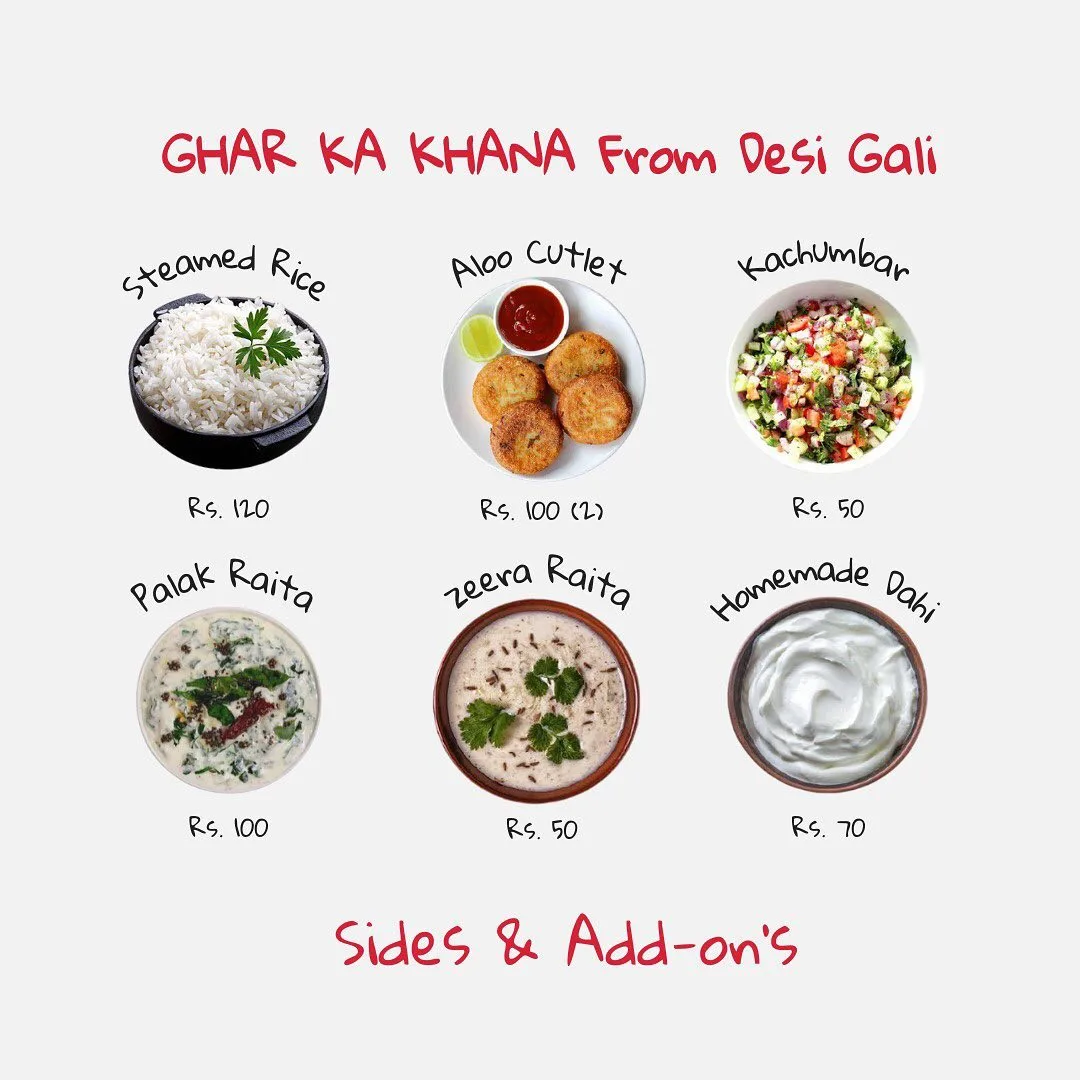 GHAR KA KHANA From Desi Gali
Steamed Rice
Aloo Cutlet
Kachumbar
Rs. 120
Rs. 100 (2)
Rs. 50
Palak Raita
Zeera Raita
Homemade Dahi
Rs. 100
Rs. 50
Rs. 70
Sides & Add-on's